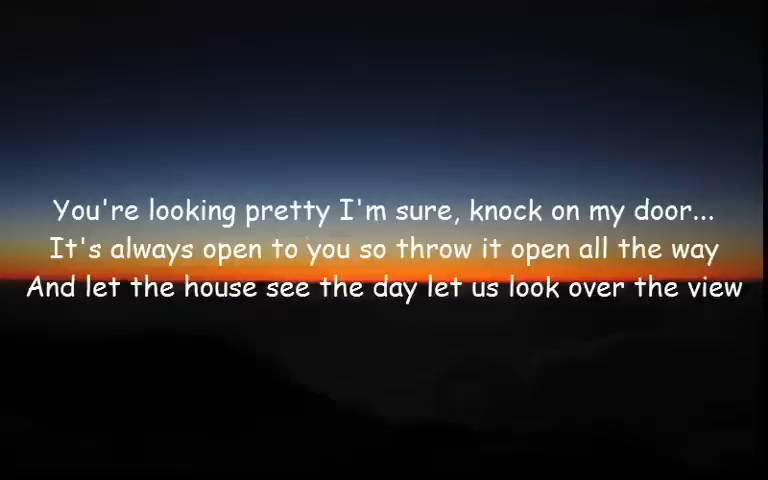 You're looking pretty I'm sure, knock on my door...
It's always open to you so throw it open all the way
And let the house see the day let us look over the view